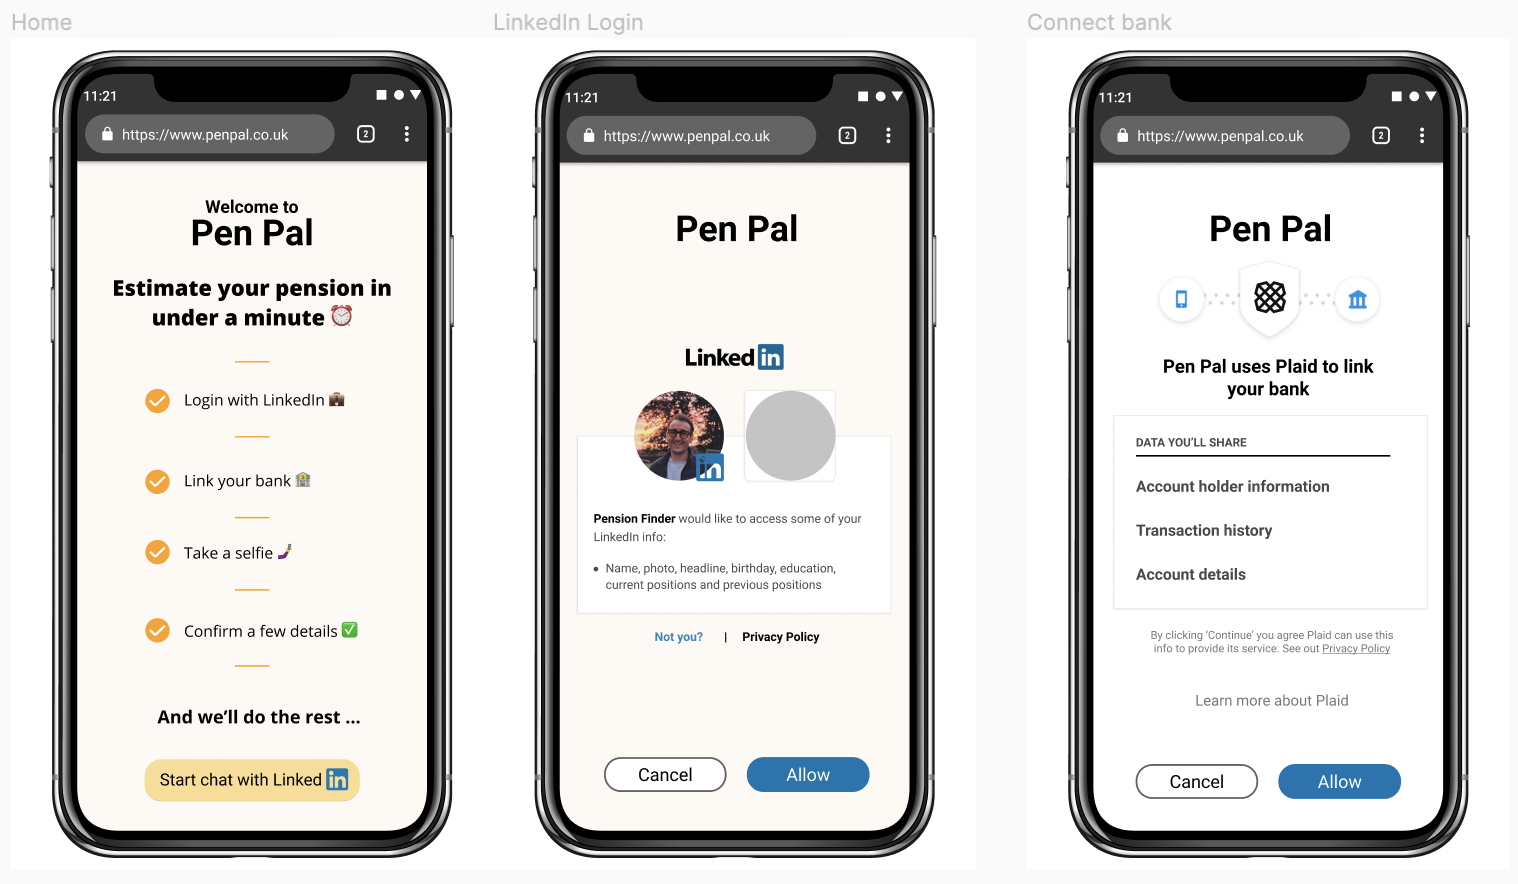 Home
11:21
https://www.penpal.co.uk
2
Welcome to
Pen Pal
Estimate your pension in
under a minute ⏰
Login with LinkedIn 💼
Link your bank 🏦
Take a selfie 🤳
Confirm a few details ✅
And we’ll do the rest ...
Start chat with Linked in
LinkedIn Login
11:21
https://www.penpal.co.uk
2
Pen Pal
Linked in
in
Pension Finder would like to access some of your
LinkedIn info:
• Name, photo, headline, birthday, education,
current positions and previous positions
Not you? | Privacy Policy
Cancel
Allow
Connect bank
11:21
https://www.penpal.co.uk
2
Pen Pal
Pen Pal uses Plaid to link
your bank
DATA YOU’LL SHARE
Account holder information
Transaction history
Account details
By clicking ‘Continue’ you agree Plaid can use this
info to provide its service. See out Privacy Policy
Learn more about Plaid
Cancel
Allow